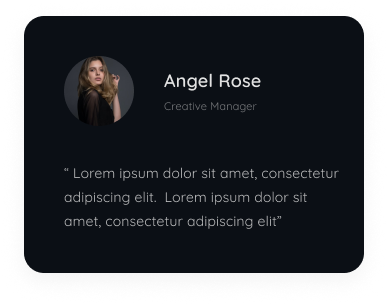 Angel Rose
Creative Manager
“ Lorem ipsum dolor sit amet, consectetur
adipiscing elit. Lorem ipsum dolor sit
amet, consectetur adipiscing elit”